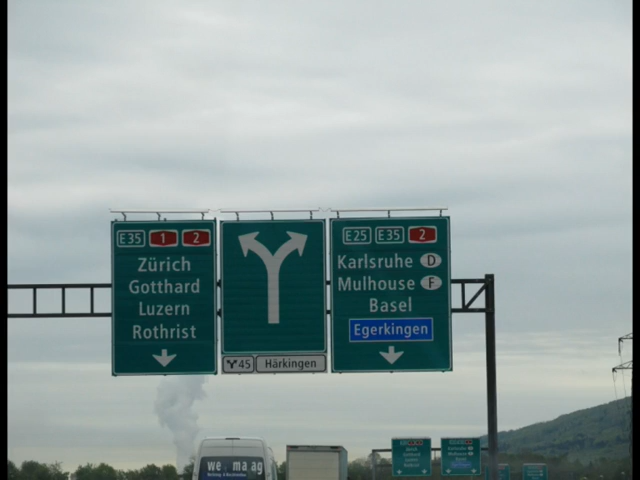 E35 1 2
Zürich
Gotthard
Luzern
Rothrist
45 Härkingen
E25 E35 2
Karlsruhe D
Mulhouse F
Basel
Egerkingen
we ma ag